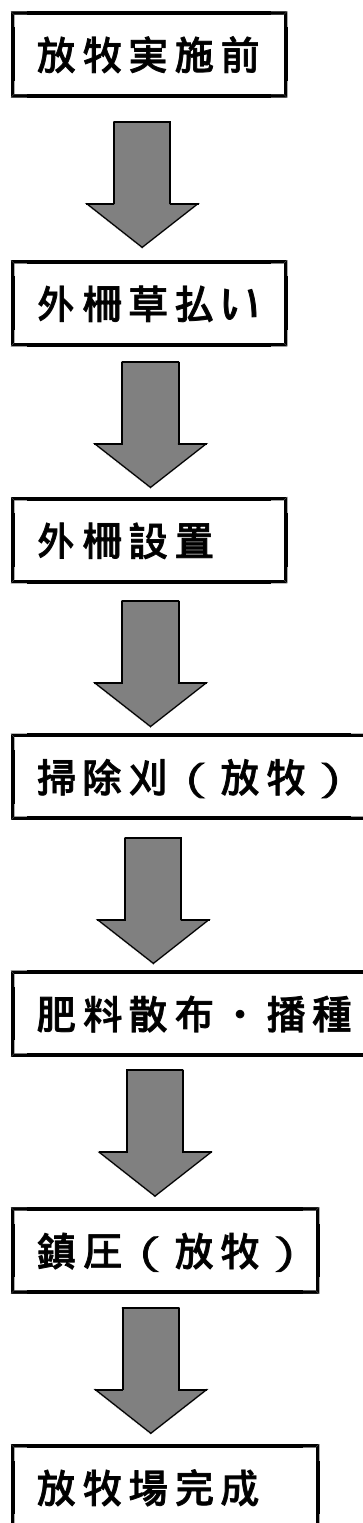 放牧実施前
外柵草払い
外柵設置
掃除刈（放牧）
肥料散布・播種
鎮圧（放牧）
放牧場完成